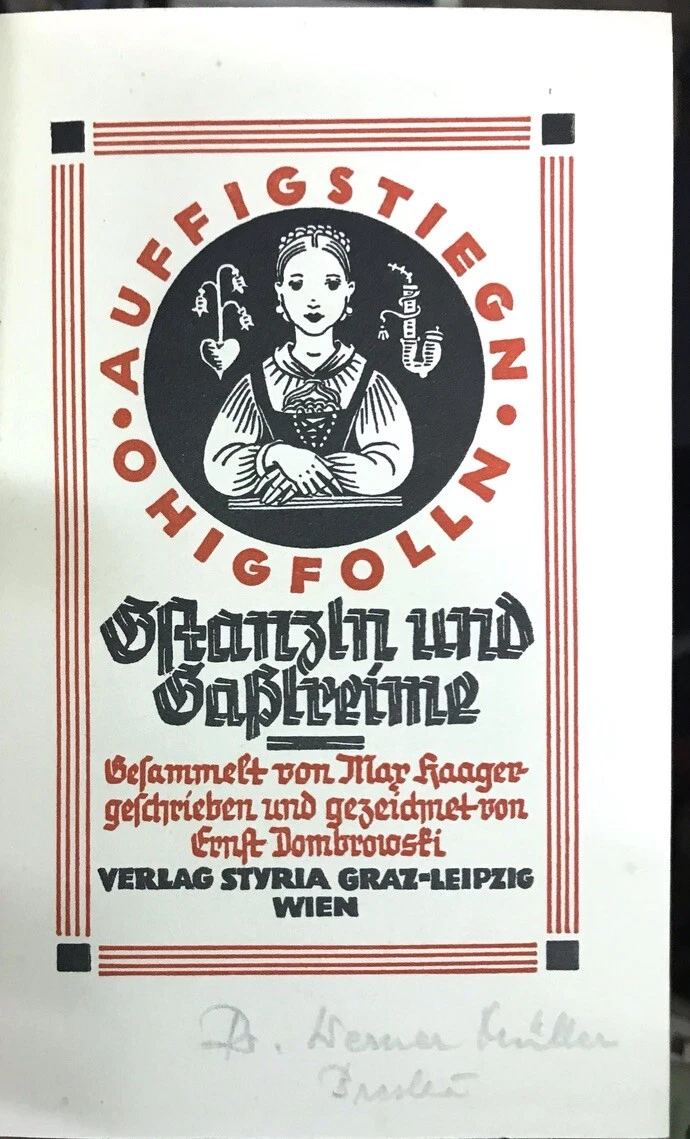 AUFFIGSTIEGN •
OHIGFOLLN •
Gstanzln und
Gaßlreime
Gesammelt von Max Haager-
geschrieben und gezeichnet von
Ernst Dombrowski
VERLAG STYRIA GRAZ-LEIPZIG
WIEN
Dr. Werner Müller